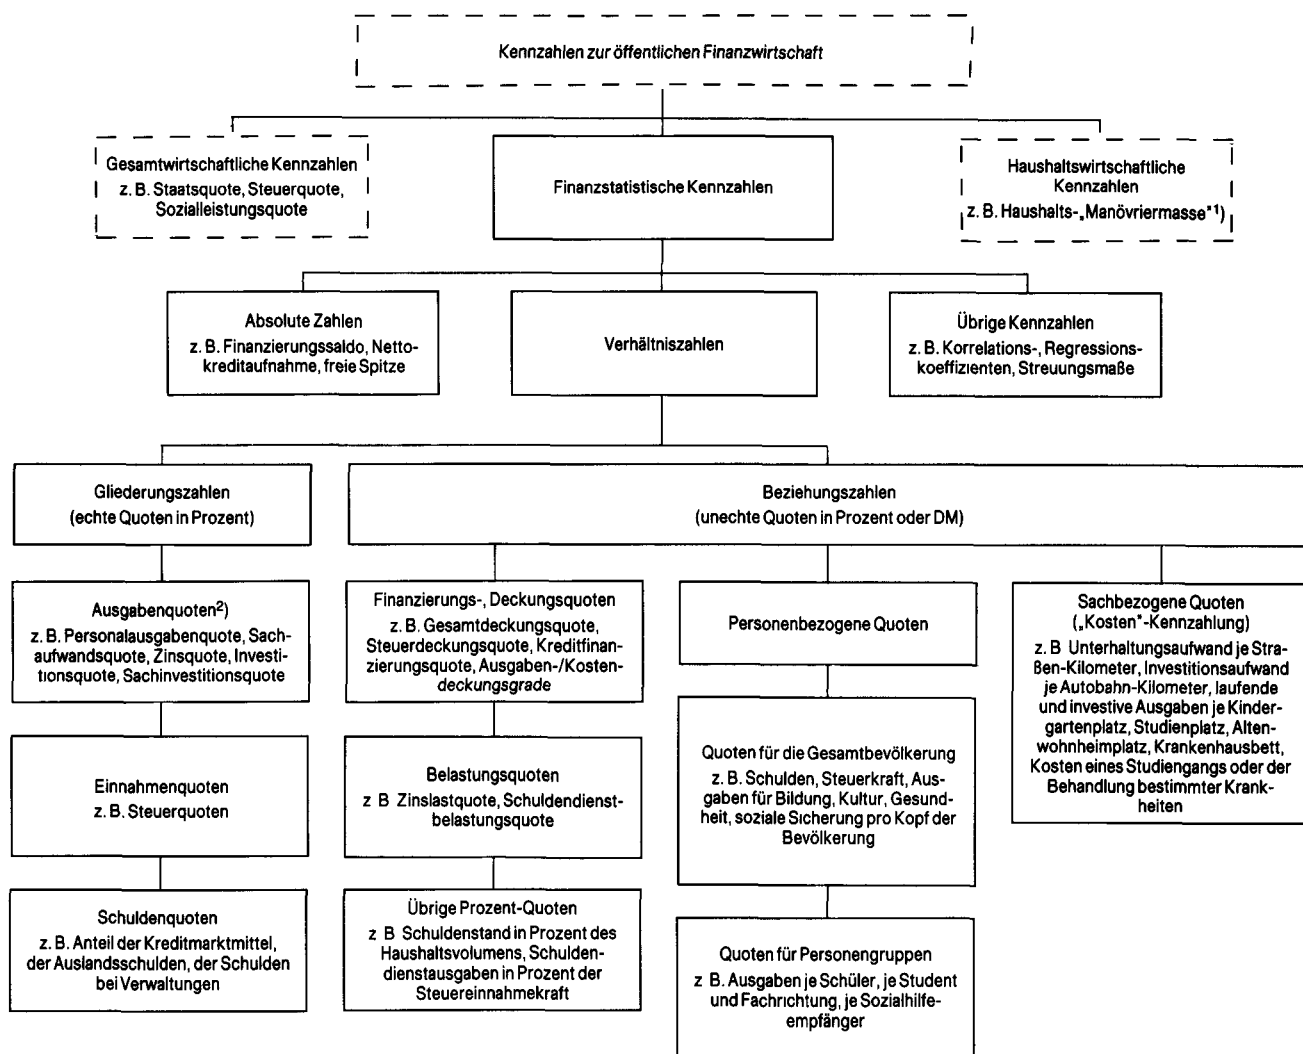 Kennzahlen zur öffentlichen Finanzwirtschaft
Gesamtwirtschaftliche Kennzahlen
z. B. Staatsquote, Steuerquote,
Sozialleistungsquote
Finanzstatistische Kennzahlen
Haushaltswirtschaftliche
Kennzahlen
z. B. Haushalts-„Manövriermasse"1)
Absolute Zahlen
z. B. Finanzierungssaldo, Netto-
kreditaufnahme, freie Spitze
Verhältniszahlen
Übrige Kennzahlen
z. B. Korrelations-, Regressions-
koeffizienten, Streuungsmaße
Gliederungszahlen
(echte Quoten in Prozent)
Beziehungszahlen
(unechte Quoten in Prozent oder DM)
Ausgabenquoten2)
z. B. Personalausgabenquote, Sach-
aufwandsquote, Zinsquote, Investi-
tionsquote, Sachinvestitionsquote
Einnahmenquoten
z. B. Steuerquoten
Schuldenquoten
z. B. Anteil der Kreditmarktmittel,
der Auslandsschulden, der Schulden
bei Verwaltungen
Finanzierungs-, Deckungsquoten
z. B. Gesamtdeckungsquote,
Steuerdeckungsquote, Kreditfinan-
zierungsquote, Ausgaben-/Kosten-
deckungsgrade
Belastungsquoten
z B Zinslastquote, Schuldendienst-
belastungsquote
Übrige Prozent-Quoten
z B Schuldenstand in Prozent des
Haushaltsvolumens, Schulden-
dienstausgaben in Prozent der
Steuereinnahmekraft
Personenbezogene Quoten
Quoten für die Gesamtbevölkerung
z. B. Schulden, Steuerkraft, Aus-
gaben für Bildung, Kultur, Gesund-
heit, soziale Sicherung pro Kopf der
Bevölkerung
Quoten für Personengruppen
z B. Ausgaben je Schüler, je Student
und Fachrichtung, je Sozialhilfe-
empfänger
Sachbezogene Quoten
(„Kosten"-Kennzahlung)
z. B Unterhaltungsaufwand je Stra-
ßen-Kilometer, Investitionsaufwand
je Autobahn-Kilometer, laufende
und investive Ausgaben je Kinder-
gartenplatz, Studienplatz, Alten-
wohnheimplatz, Krankenhausbett,
Kosten eines Studiengangs oder der
Behandlung bestimmter Krank-
heiten